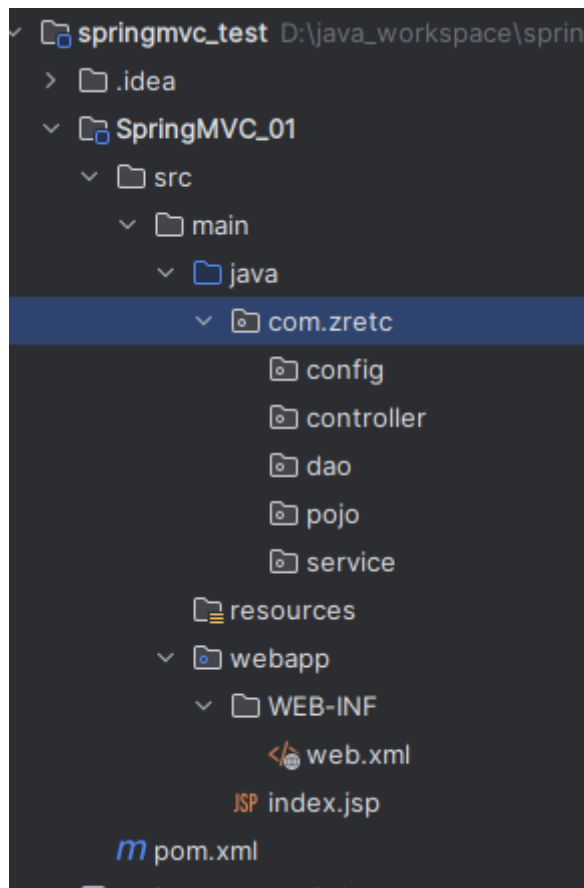 springmvc_test D:\java_workspace\sprin
.idea
SpringMVC_01
src
main
java
com.zretc
config
controller
dao
pojo
service
resources
webapp
WEB-INF
web.xml
JSP index.jsp
m pom.xml